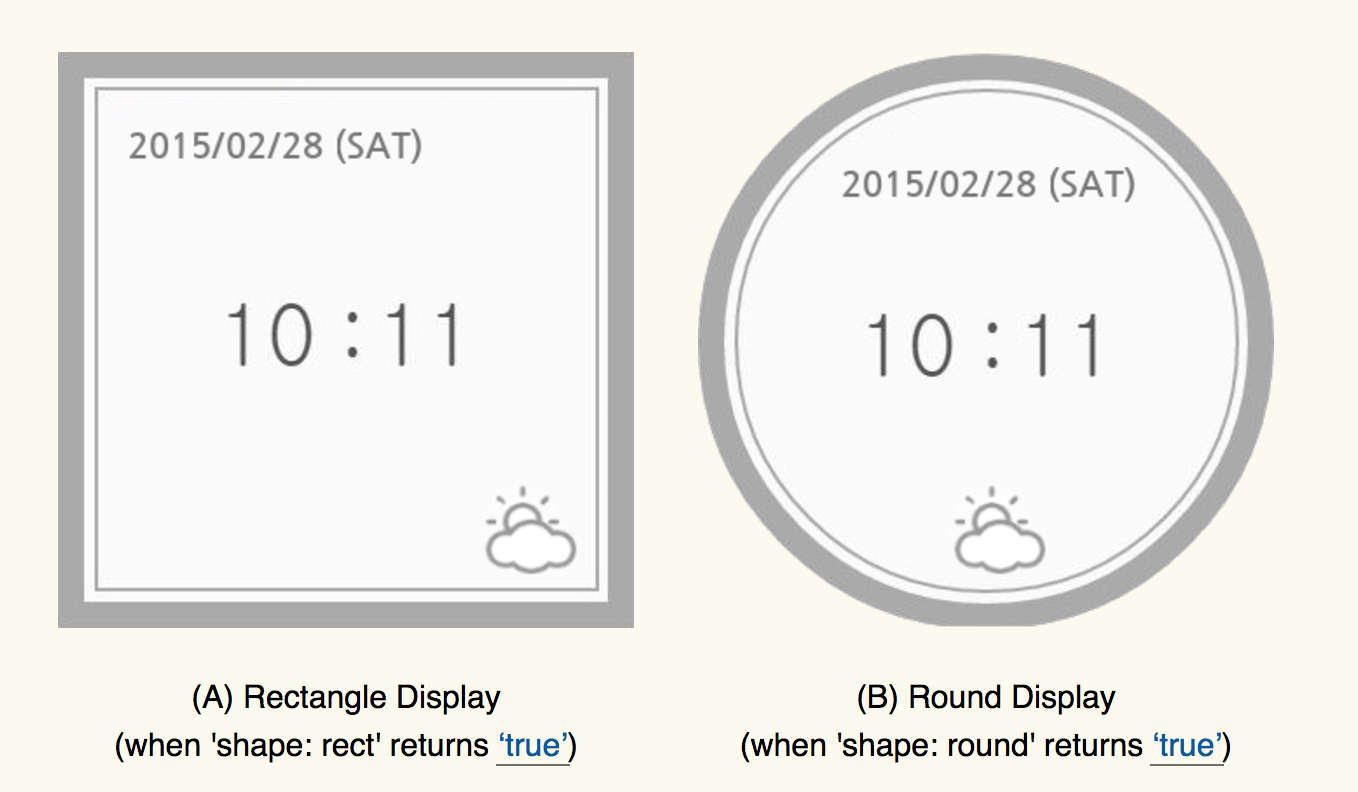 2015/02/28 (SAT)
10:11
(A) Rectangle Display
(when 'shape: rect' returns ‘true’)
2015/02/28 (SAT)
10:11
(B) Round Display
(when 'shape: round' returns ‘true’)